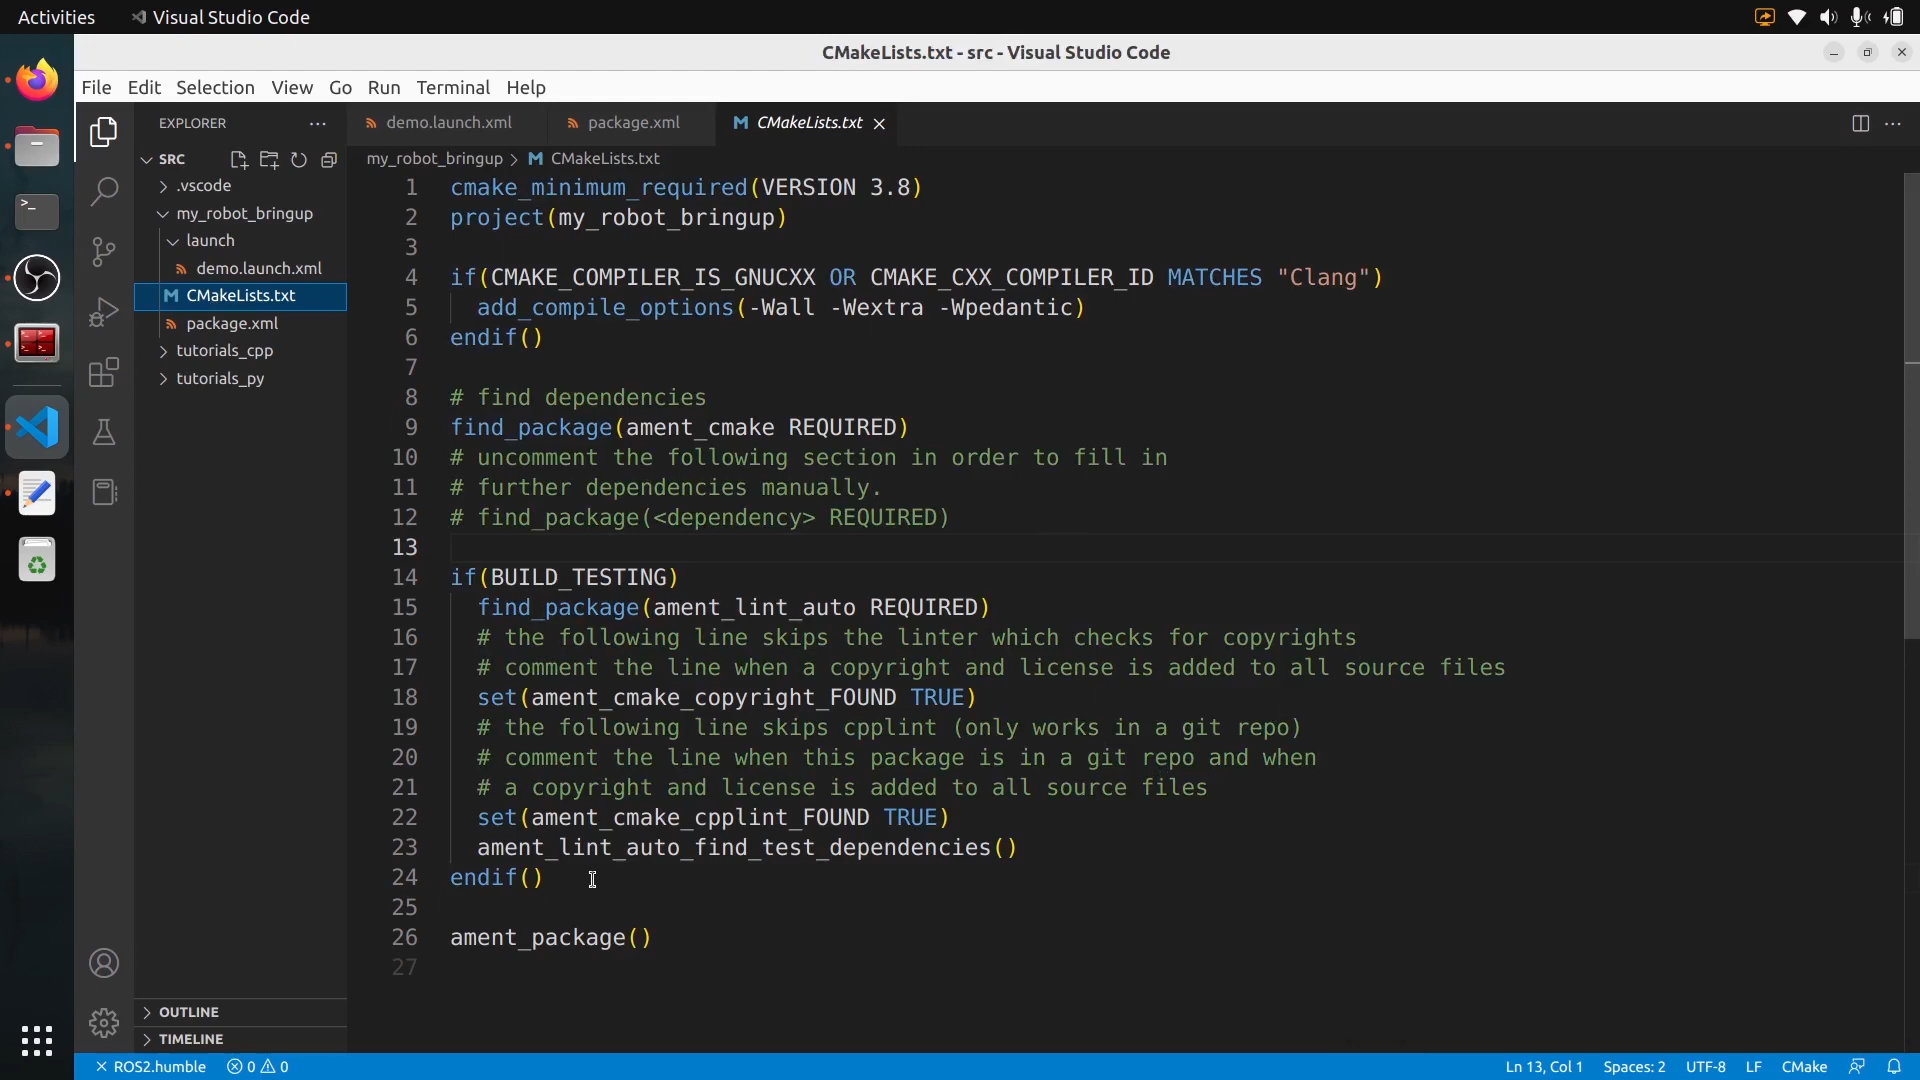 Activities
Visual Studio Code
CMakeLists.txt - src - Visual Studio Code
File Edit Selection View Go Run Terminal Help
EXPLORER
SRC
.vscode
my_robot_bringup
launch
demo.launch.xml
CMakeLists.txt
package.xml
tutorials_cpp
tutorials_py
OUTLINE
TIMELINE
demo.launch.xml
package.xml
CMakeLists.txt
my_robot_bringup > CMakeLists.txt
1 cmake_minimum_required(VERSION 3.8)
2 project(my_robot_bringup)
3
4 if(CMAKE_COMPILER_IS_GNUCXX OR CMAKE_CXX_COMPILER_ID MATCHES "Clang")
5 add_compile_options(-Wall -Wextra -Wpedantic)
6 endif()
7
8 # find dependencies
9 find_package(ament_cmake REQUIRED)
10 # uncomment the following section in order to fill in
11 # further dependencies manually.
12 # find_package(<dependency> REQUIRED)
13
14 if(BUILD_TESTING)
15 find_package(ament_lint_auto REQUIRED)
16 # the following line skips the linter which checks for copyrights
17 # comment the line when a copyright and license is added to all source files
18 set(ament_cmake_copyright_FOUND TRUE)
19 # the following line skips cpplint (only works in a git repo)
20 # comment the line when this package is in a git repo and when
21 # a copyright and license is added to all source files
22 set(ament_cmake_cpplint_FOUND TRUE)
23 ament_lint_auto_find_test_dependencies()
24 endif()
25
26 ament_package()
27
ROS2.humble
0 0
Ln 13, Col 1
Spaces: 2
UTF-8
LF
CMake